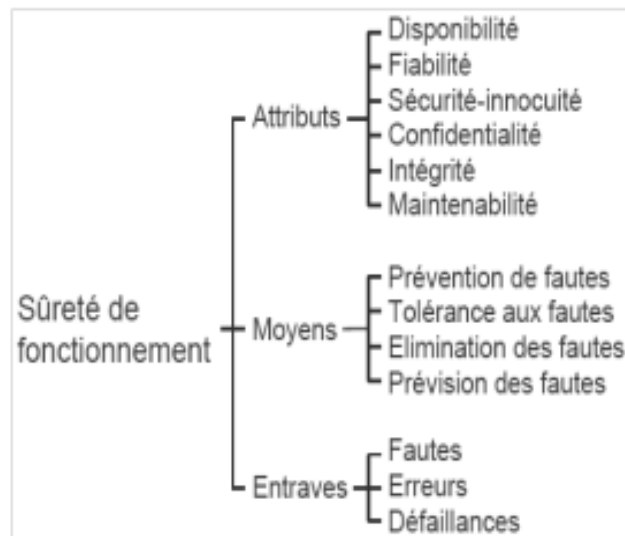 Sûreté de
fonctionnement
Attributs
Disponibilité
Fiabilité
Sécurité-innocuité
Confidentialité
Intégrité
Maintenabilité
Moyens
Prévention de fautes
Tolérance aux fautes
Elimination des fautes
Prévision des fautes
Entraves
Fautes
Erreurs
Défaillances